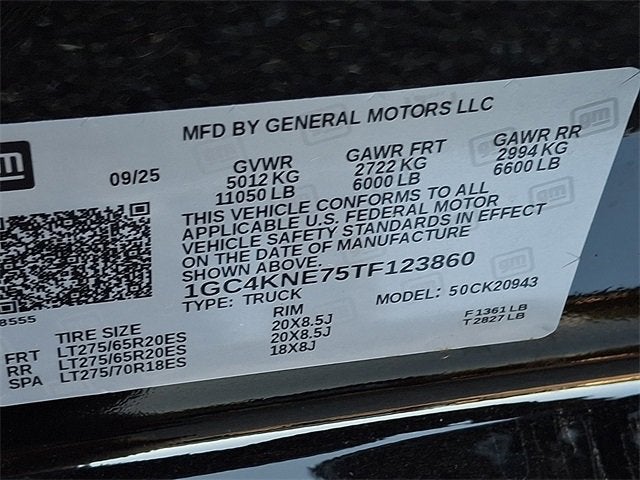 MFD BY GENERAL MOTORS LLC
gm
09/25
GVWR GAWR FRT GAWR RR
5012 KG 2722 KG 2994 KG
11050 LB 6000 LB 6600 LB
THIS VEHICLE CONFORMS TO ALL
APPLICABLE U.S. FEDERAL MOTOR
VEHICLE SAFETY STANDARDS IN EFFECT
ON THE DATE OF MANUFACTURE
SHOWN ABOVE.
1GC4KNE75TF123860
TYPE: TRUCK MODEL: 50CK20943
8555
TIRE SIZE RIM
FRT LT275/65R20ES 20X8.5J F 1361 LB
RR LT275/65R20ES 20X8.5J T 2827 LB
SPA LT275/70R18ES 18X8J